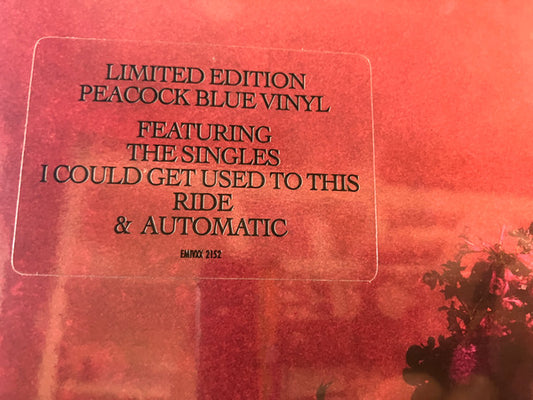 LIMITED EDITION
PEACOCK BLUE VINYL
FEATURING
THE SINGLES
I COULD GET USED TO THIS
RIDE
& AUTOMATIC
EMIVXX 2152